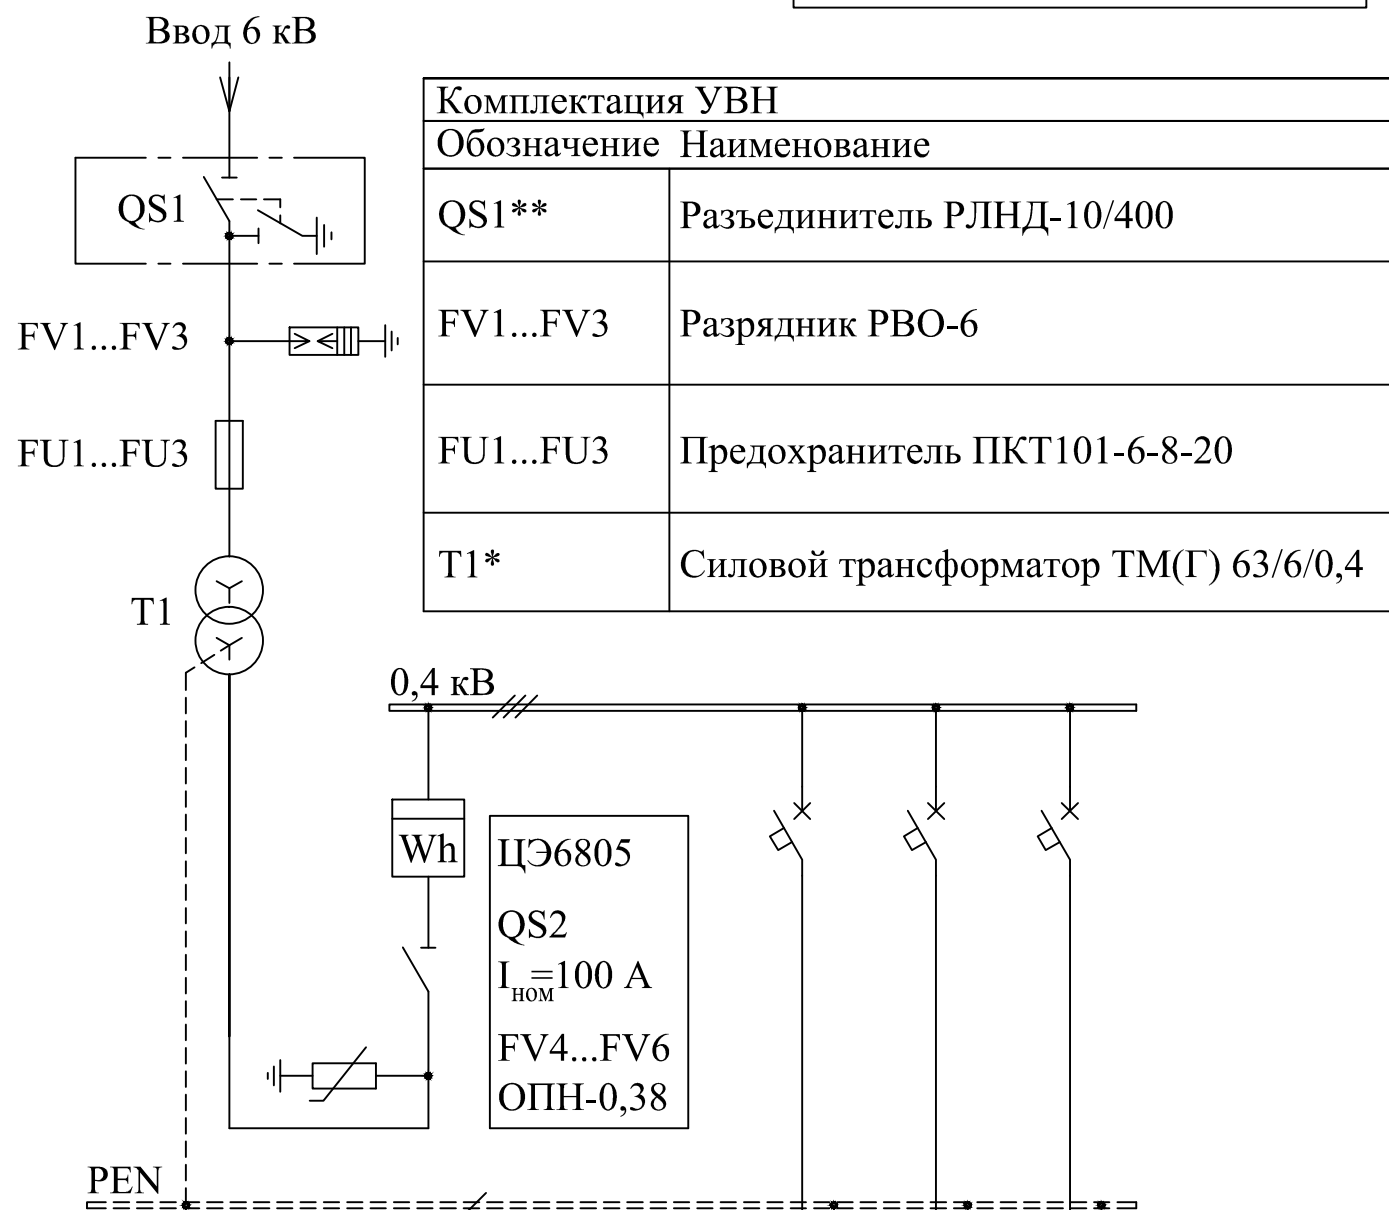 Ввод 6 кВ
Комплектация УВН
Обозначение Наименование
QS1
QS1** Разъединитель РЛНД-10/400
FV1...FV3
FV1...FV3 Разрядник РВО-6
FU1...FU3
FU1...FU3 Предохранитель ПКТ101-6-8-20
T1
T1* Силовой трансформатор ТМ(Г) 63/6/0,4
0,4 кВ
Wh
ЦЭ6805
QS2
Iном=100 А
FV4...FV6
ОПН-0,38
PEN